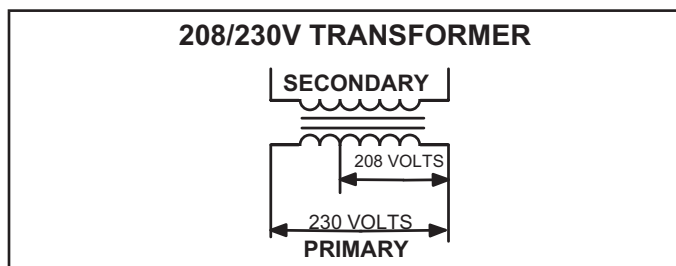 208/230V TRANSFORMER
SECONDARY
208 VOLTS
230 VOLTS
PRIMARY